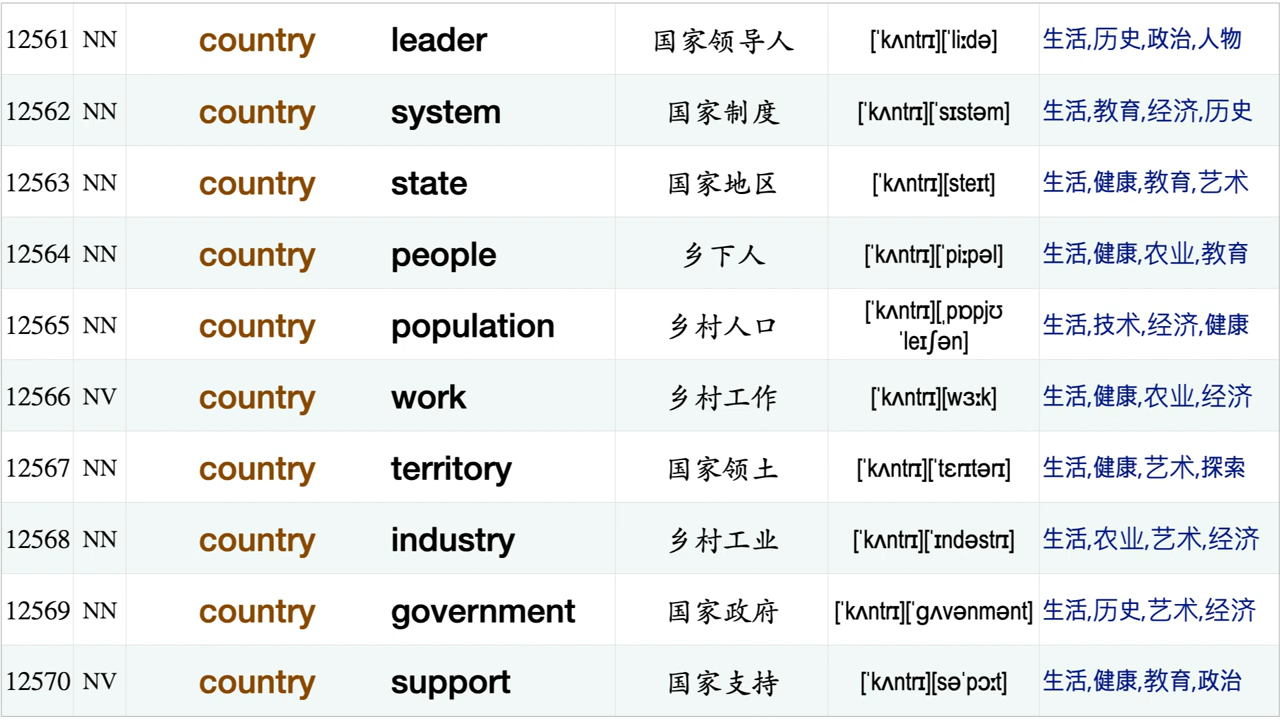 12561 NN country leader 国家领导人 [ˈkʌntrɪ][ˈliːdə] 生活,历史,政治,人物
12562 NN country system 国家制度 [ˈkʌntrɪ][ˈsɪstəm] 生活,教育,经济,历史
12563 NN country state 国家地区 [ˈkʌntrɪ][steɪt] 生活,健康,教育,艺术
12564 NN country people 乡下人 [ˈkʌntrɪ][ˈpiːpəl] 生活,健康,农业,教育
12565 NN country population 乡村人口 [ˈkʌntrɪ][ˌpɒpjʊ
ˈleɪʃən] 生活,技术,经济,健康
12566 NV country work 乡村工作 [ˈkʌntrɪ][wɜːk] 生活,健康,农业,经济
12567 NN country territory 国家领土 [ˈkʌntrɪ][ˈtɛrɪtərɪ] 生活,健康,艺术,探索
12568 NN country industry 乡村工业 [ˈkʌntrɪ][ˈɪndəstrɪ] 生活,农业,艺术,经济
12569 NN country government 国家政府 [ˈkʌntrɪ][ˈɡʌvənmənt] 生活,历史,艺术,经济
12570 NV country support 国家支持 [ˈkʌntrɪ][səˈpɔːt] 生活,健康,教育,政治